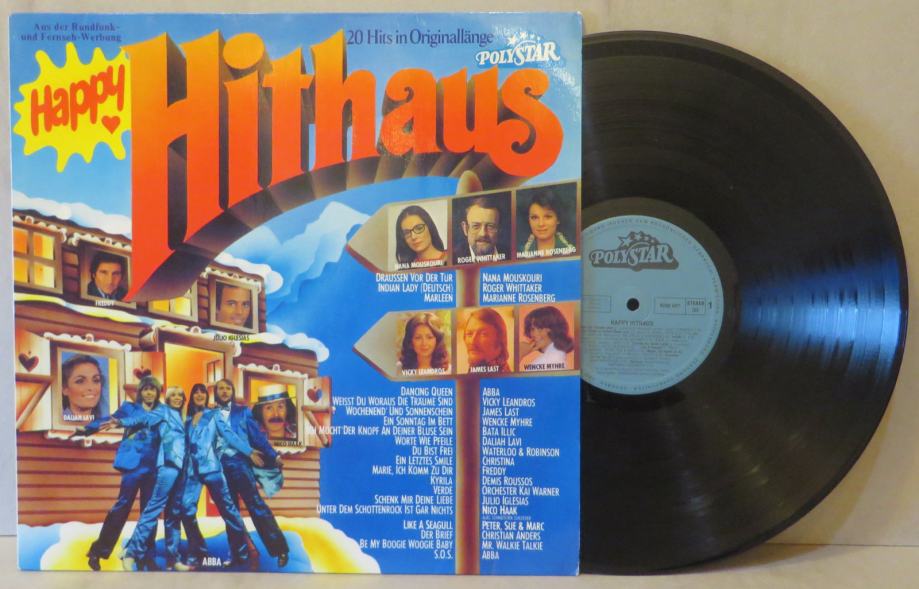 Aus der Rundfunk-
und Fernseh-Werbung
Happy
Hithaus
20 Hits in Originallänge
POLYSTAR
NANA MOUSKOURI
ROGER WHITTAKER
MARIANNE ROSENBERG
DRAUSSEN VOR DER TUR NANA MOUSKOURI
INDIAN LADY (DEUTSCH) ROGER WHITTAKER
MARLEEN MARIANNE ROSENBERG
FREDDY
JULIO IGLESIAS
VICKY LEANDROS
JAMES LAST
WENCKE MYHRE
DALIAH LAVI
NICO HAAK
DANCING QUEEN ABBA
WEISST DU WORAUS DIE TRÄUME SIND VICKY LEANDROS
WOCHENEND UND SONNENSCHEIN JAMES LAST
EIN SONNTAG IM BETT WENCKE MYHRE
ICH MÖCHT DER KNOPF AN DEINER BLUSE SEIN BATA ILLIC
WORTE WIE PFEILE DALIAH LAVI
DU BIST FREI WATERLOO & ROBINSON
EIN LETZTES SMILE CHRISTINA
MARIE, ICH KOMM ZU DIR FREDDY
KYRILA DEMIS ROUSSOS
VERDE ORCHESTER KAI WARNER
SCHENK MIR DEINE LIEBE JULIO IGLESIAS
UNTER DEM SCHOTTENROCK IST GAR NICHTS NICO HAAK
LIKE A SEAGULL PETER, SUE & MARC
DER BRIEF CHRISTIAN ANDERS
BE MY BOOGIE WOOGIE BABY MR. WALKIE TALKIE
S.O.S. ABBA
ABBA
POLYSTAR
STEREO
1
HAPPY HITHAUS